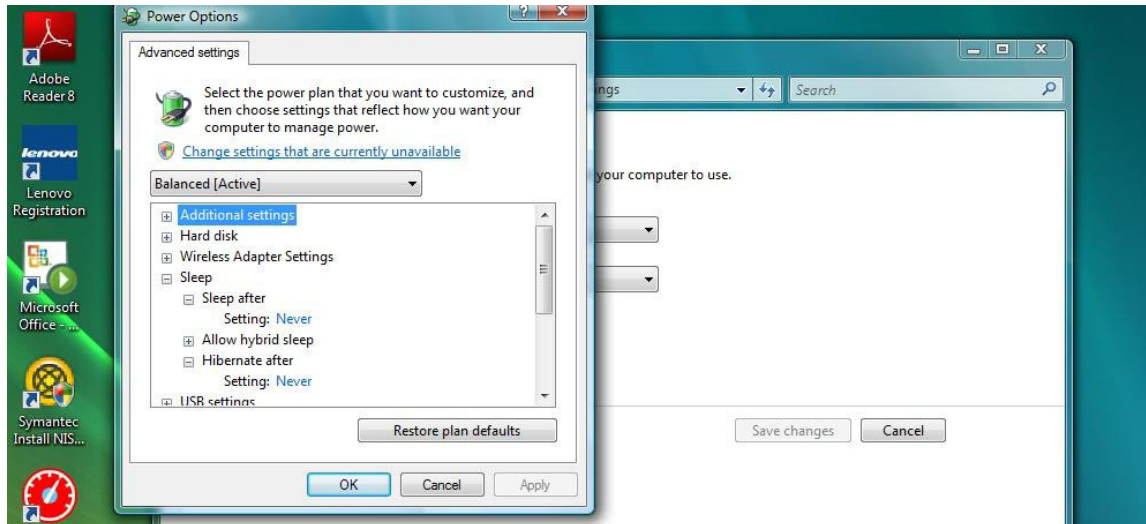 Adobe
Reader 8
lenovo
Lenovo
Registration
Microsoft
Office - ...
Symantec
Install NIS...
Power Options
Advanced settings
Select the power plan that you want to customize, and
then choose settings that reflect how you want your
computer to manage power.
Change settings that are currently unavailable
Balanced [Active]
Additional settings
Hard disk
Wireless Adapter Settings
Sleep
Sleep after
Setting: Never
Allow hybrid sleep
Hibernate after
Setting: Never
USB settings
Restore plan defaults
OK
Cancel
Apply
ings
Search
your computer to use.
Save changes
Cancel